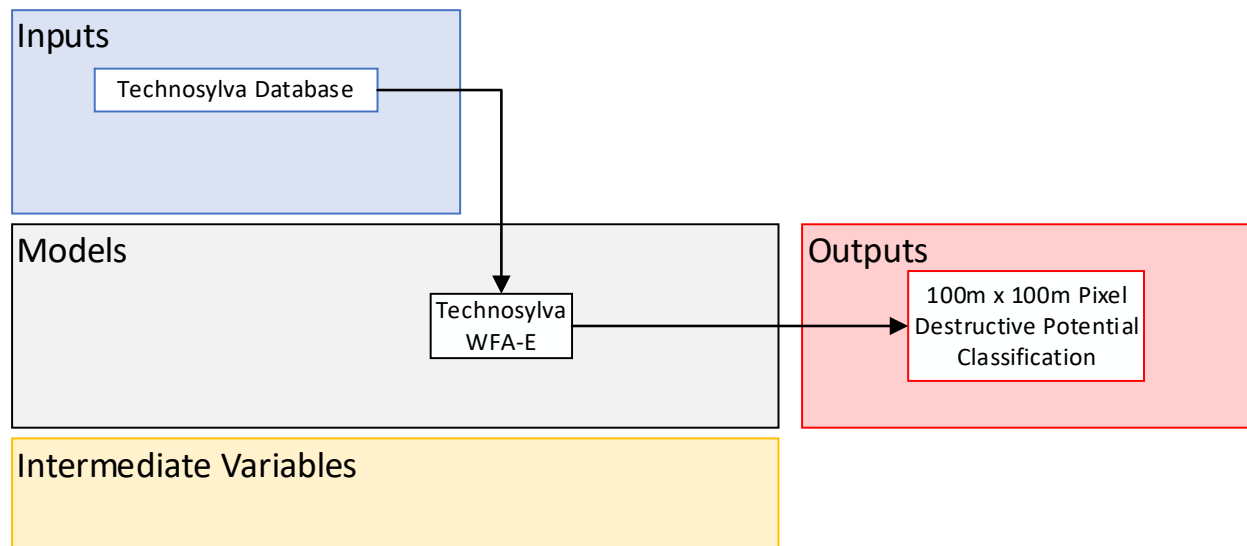 Inputs
Technosylva Database
Models
Technosylva
WFA-E
Outputs
100m x 100m Pixel
Destructive Potential
Classification
Intermediate Variables